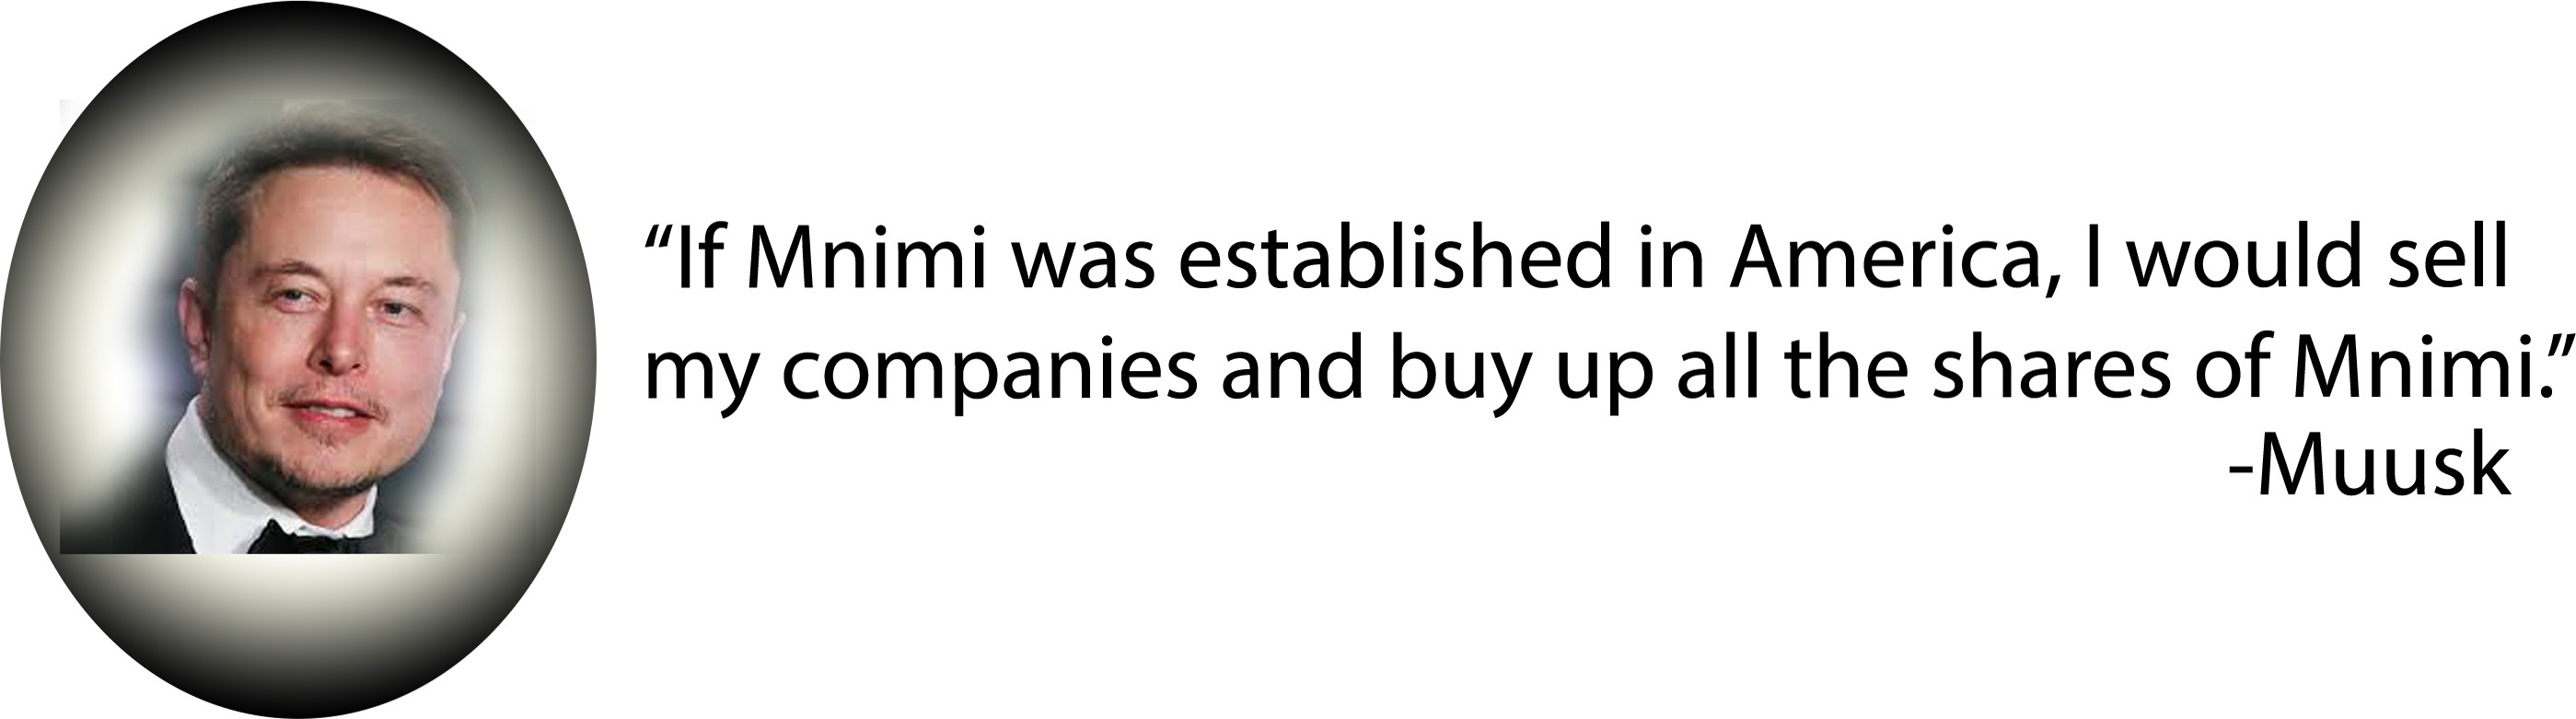 “If Mnimi was established in America, I would sell
my companies and buy up all the shares of Mnimi.”
-Muusk